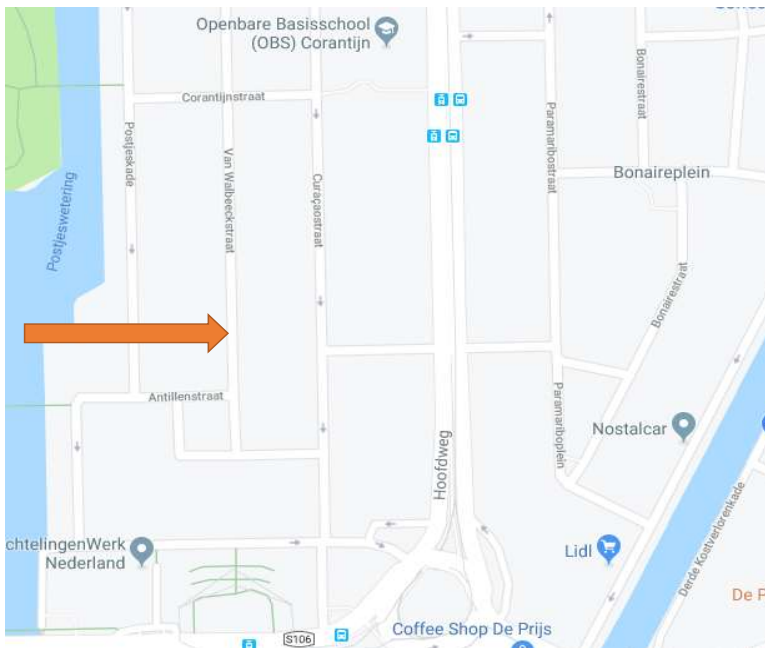 Openbare Basisschool
(OBS) Corantijn
Corantijnstraat
Postjeskade
Van Walbeeckstraat
Curaçaostraat
Paramaribostraat
Bonairestraat
Bonaireplein
Postjeswetering
Bonairestraat
Antillenstraat
Paramariboplein
Nostalcar
Hoofdweg
chtelingenWerk
Nederland
Lidl
Derde Kostverlorenkade
De P
S106
Coffee Shop De Prijs